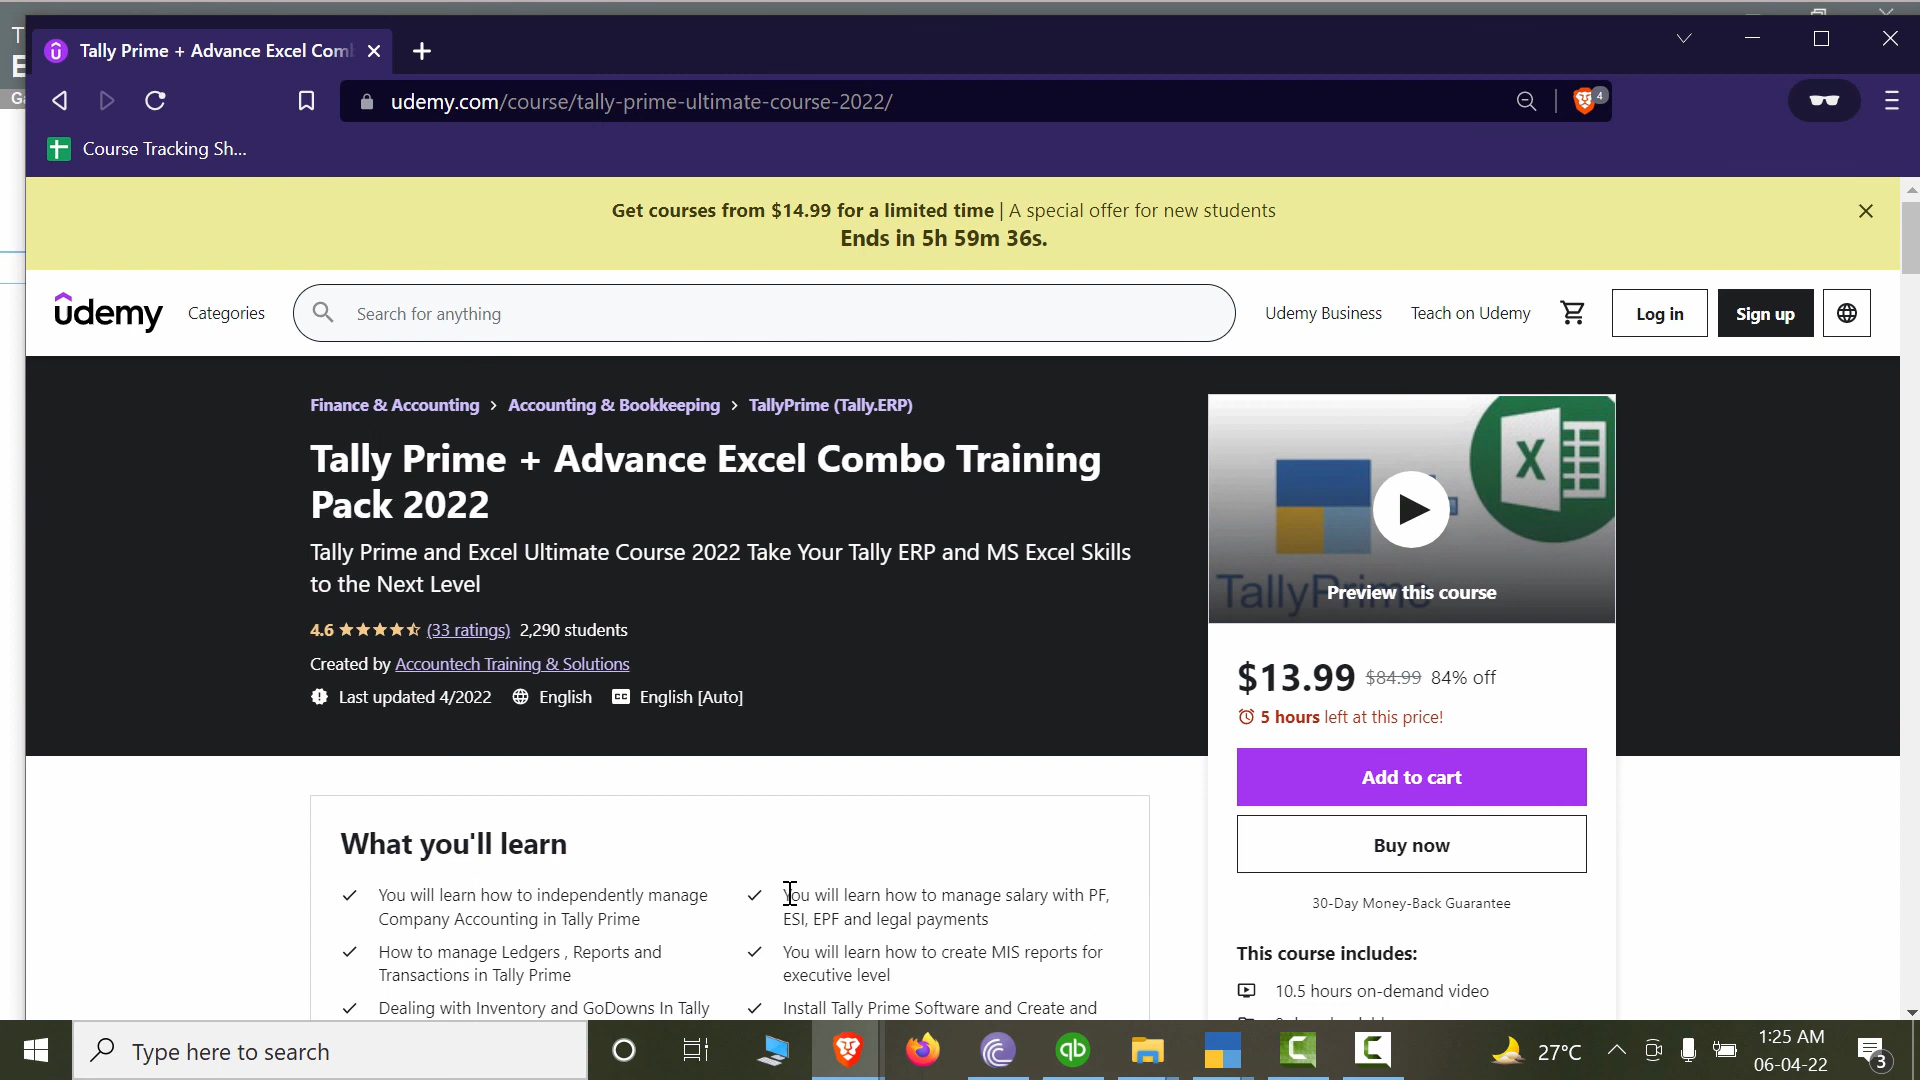 Tally Prime + Advance Excel Com
udemy.com/course/tally-prime-ultimate-course-2022/
4
Course Tracking Sh...
Get courses from $14.99 for a limited time | A special offer for new students
Ends in 5h 59m 36s.
udemy
Categories
Search for anything
Udemy Business
Teach on Udemy
Log in
Sign up
Finance & Accounting > Accounting & Bookkeeping > TallyPrime (Tally.ERP)
Tally Prime + Advance Excel Combo Training
Pack 2022
Tally Prime and Excel Ultimate Course 2022 Take Your Tally ERP and MS Excel Skills
to the Next Level
4.6 (33 ratings) 2,290 students
Created by Accountech Training & Solutions
Last updated 4/2022 English CC English [Auto]
X
TallyPrime
Preview this course
$13.99 $84.99 84% off
5 hours left at this price!
Add to cart
Buy now
30-Day Money-Back Guarantee
This course includes:
10.5 hours on-demand video
What you'll learn
You will learn how to independently manage
Company Accounting in Tally Prime
How to manage Ledgers , Reports and
Transactions in Tally Prime
Dealing with Inventory and GoDowns In Tally
You will learn how to manage salary with PF,
ESI, EPF and legal payments
You will learn how to create MIS reports for
executive level
Install Tally Prime Software and Create and
Type here to search
qb
C
C
27°C
1:25 AM
06-04-22
3